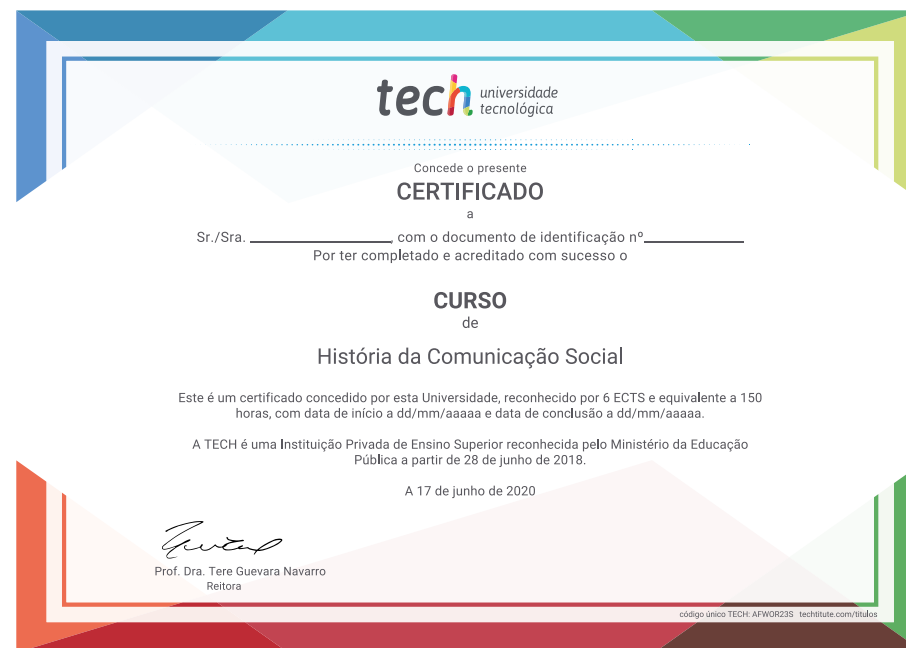 tech universidade
tecnológica
Concede o presente
CERTIFICADO
a
Sr./Sra. ________________, com o documento de identificação nº____________
Por ter completado e acreditado com sucesso o
CURSO
de
História da Comunicação Social
Este é um certificado concedido por esta Universidade, reconhecido por 6 ECTS e equivalente a 150
horas, com data de início a dd/mm/aaaaa e data de conclusão a dd/mm/aaaaa.
A TECH é uma Instituição Privada de Ensino Superior reconhecida pelo Ministério da Educação
Pública a partir de 28 de junho de 2018.
A 17 de junho de 2020
Prof. Dra. Tere Guevara Navarro
Reitora
código único TECH: AFWOR23S techtitute.com/titulos